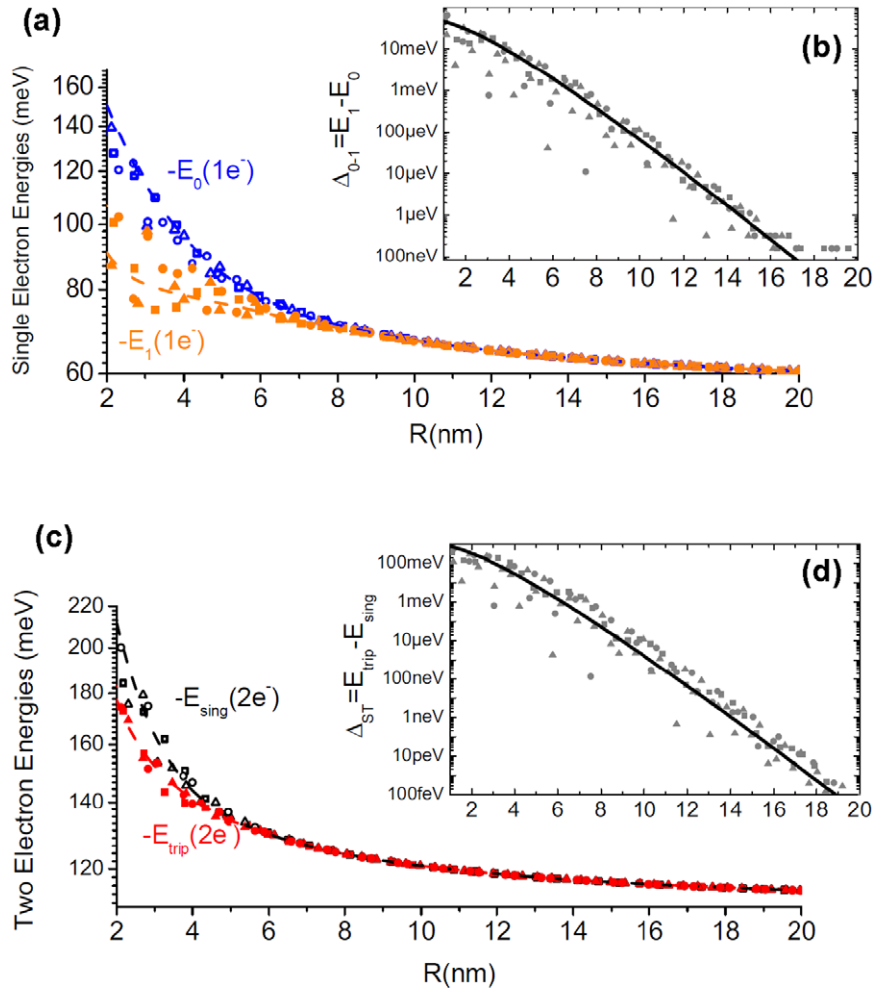 (a)
(b)
Single Electron Energies (meV)
160
140
120
100
80
60
-E0(1e-)
-E1(1e-)
2 4 6 8 10 12 14 16 18 20
R(nm)
Δ0-1=E1-E0
10meV
1meV
100µeV
10µeV
1µeV
100neV
2 4 6 8 10 12 14 16 18 20
(c)
(d)
Two Electron Energies (meV)
220
200
180
160
140
120
-Esing(2e-)
-Etrip(2e-)
2 4 6 8 10 12 14 16 18 20
R(nm)
ΔST=Etrip-Esing
100meV
1meV
10µeV
100neV
1neV
10peV
100feV
2 4 6 8 10 12 14 16 18 20